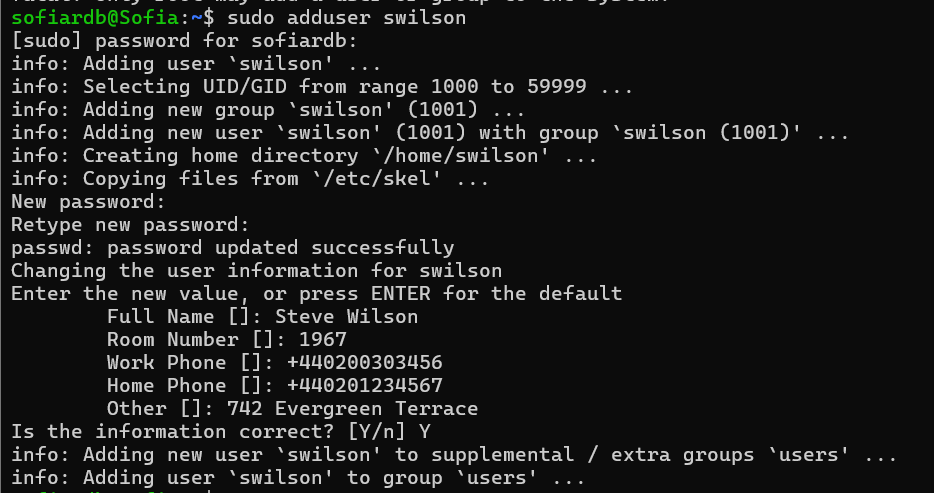 sofiardb@Sofia:~$ sudo adduser swilson
[sudo] password for sofiardb:
info: Adding user `swilson' ...
info: Selecting UID/GID from range 1000 to 59999 ...
info: Adding new group `swilson' (1001) ...
info: Adding new user `swilson' (1001) with group `swilson (1001)' ...
info: Creating home directory `/home/swilson' ...
info: Copying files from `/etc/skel' ...
New password:
Retype new password:
passwd: password updated successfully
Changing the user information for swilson
Enter the new value, or press ENTER for the default
Full Name []: Steve Wilson
Room Number []: 1967
Work Phone []: +440200303456
Home Phone []: +440201234567
Other []: 742 Evergreen Terrace
Is the information correct? [Y/n] Y
info: Adding new user `swilson' to supplemental / extra groups `users' ...
info: Adding user `swilson' to group `users' ...